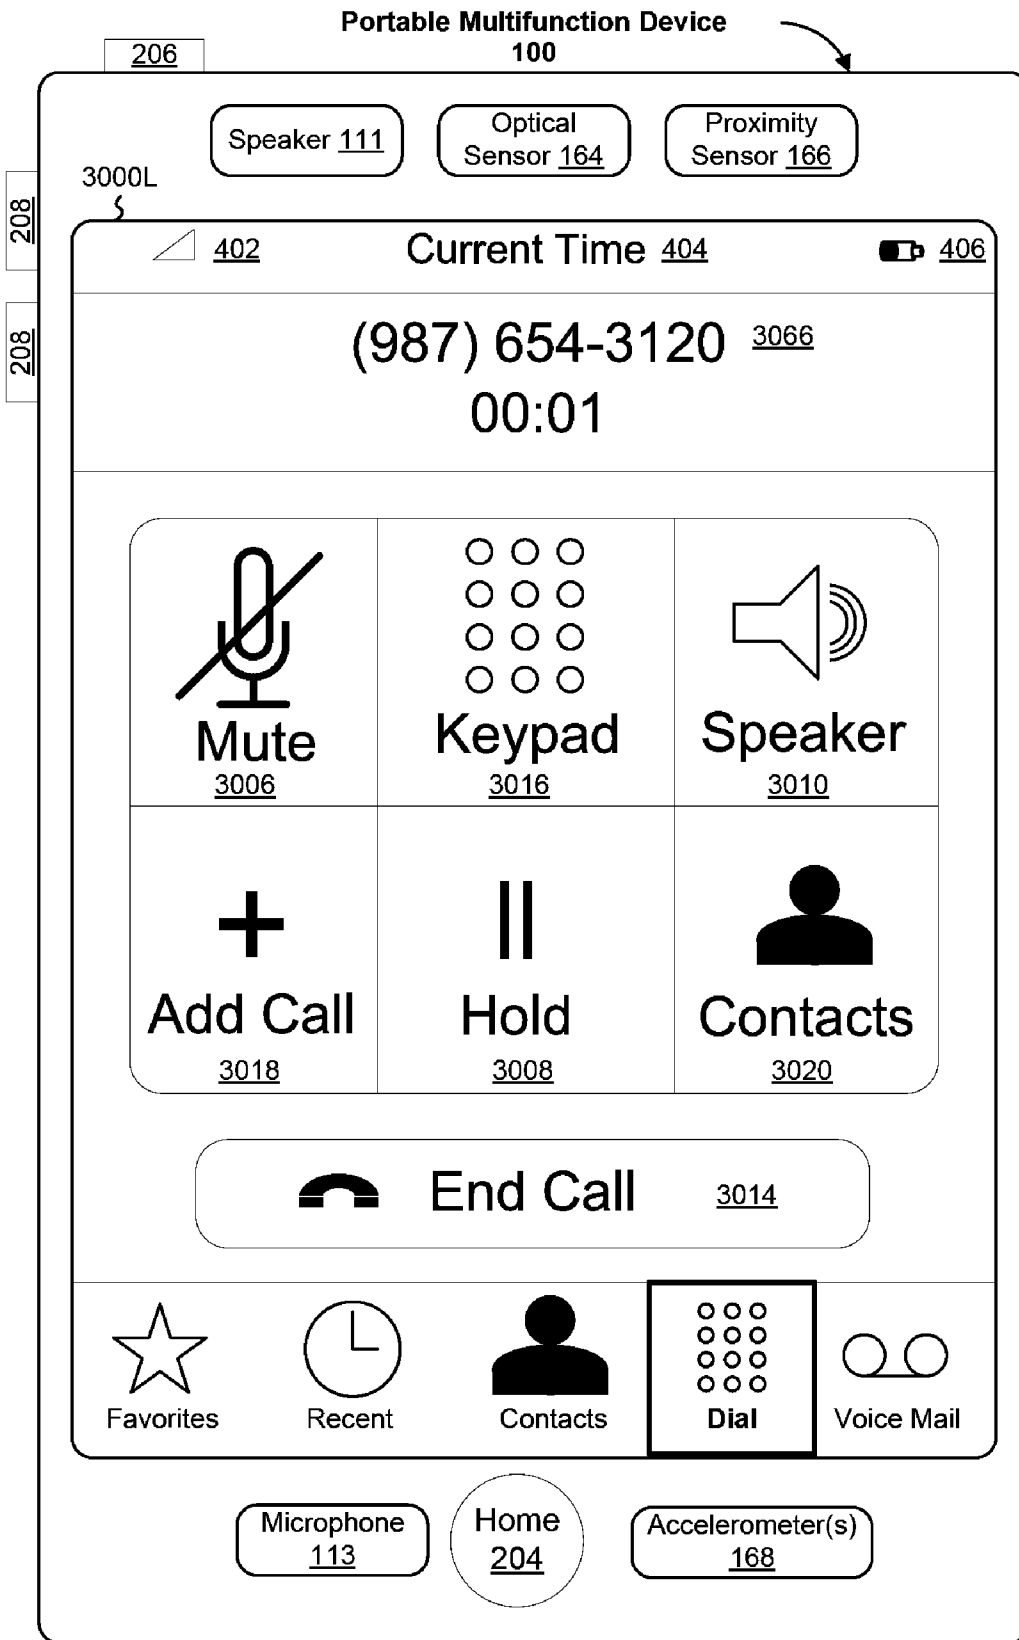 Portable Multifunction Device
100
206
Speaker 111
Optical
Sensor 164
Proximity
Sensor 166
3000L
208
208
402
Current Time 404
406
(987) 654-3120 3066
00:01
Mute
3006
Keypad
3016
Speaker
3010
Add Call
3018
Hold
3008
Contacts
3020
End Call 3014
Favorites
Recent
Contacts
Dial
Voice Mail
Microphone
113
Home
204
Accelerometer(s)
168